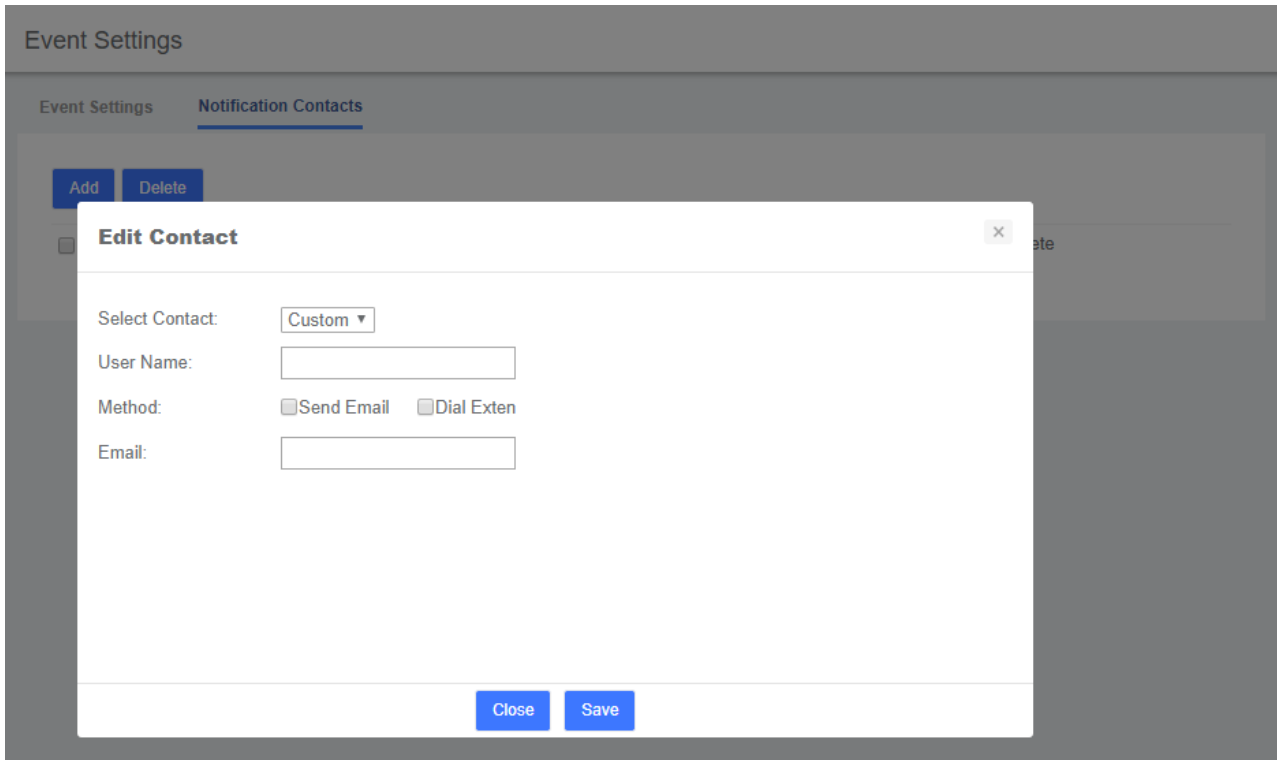 Event Settings
Event Settings Notification Contacts
Add Delete
Edit Contact ×
ete
Select Contact: Custom ▼
User Name:
Method: Send Email Dial Exten
Email:
Close Save